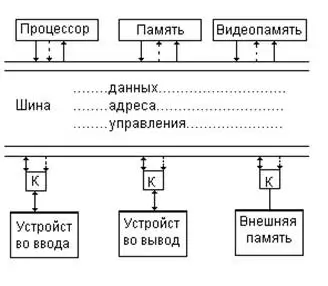 Процессор Память Видеопамять
........данных.....................
Шина ........адреса.....................
........управления.....................
К К К
Устройст Устройст Внешняя
во ввода во вывод память